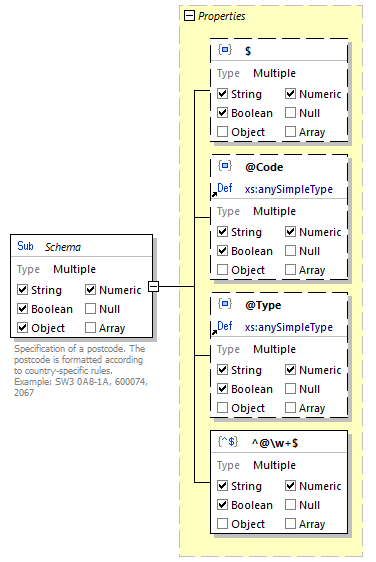 Properties
$
Type Multiple
String Numeric
Boolean Null
Object Array
@Code
Def xs:anySimpleType
Type Multiple
String Numeric
Boolean Null
Object Array
Sub Schema
Type Multiple
String Numeric
Boolean Null
Object Array
Specification of a postcode. The
postcode is formatted according
to country-specific rules.
Example: SW3 0A8-1A, 600074,
2067
@Type
Def xs:anySimpleType
Type Multiple
String Numeric
Boolean Null
Object Array
{^$} ^@\w+$
Type Multiple
String Numeric
Boolean Null
Object Array